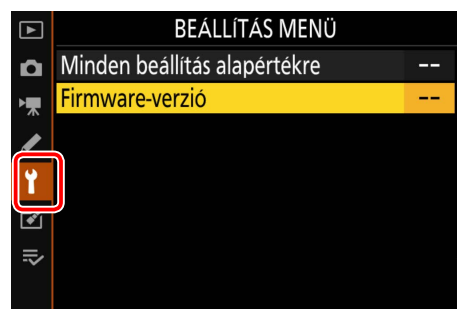 BEÁLLÍTÁS MENÜ
Minden beállítás alapértékre --
Firmware-verzió --